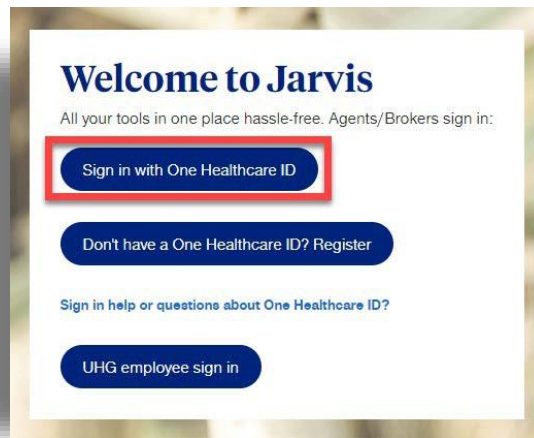 Welcome to Jarvis
All your tools in one place hassle-free. Agents/Brokers sign in:
Sign in with One Healthcare ID
Don't have a One Healthcare ID? Register
Sign in help or questions about One Healthcare ID?
UHG employee sign in